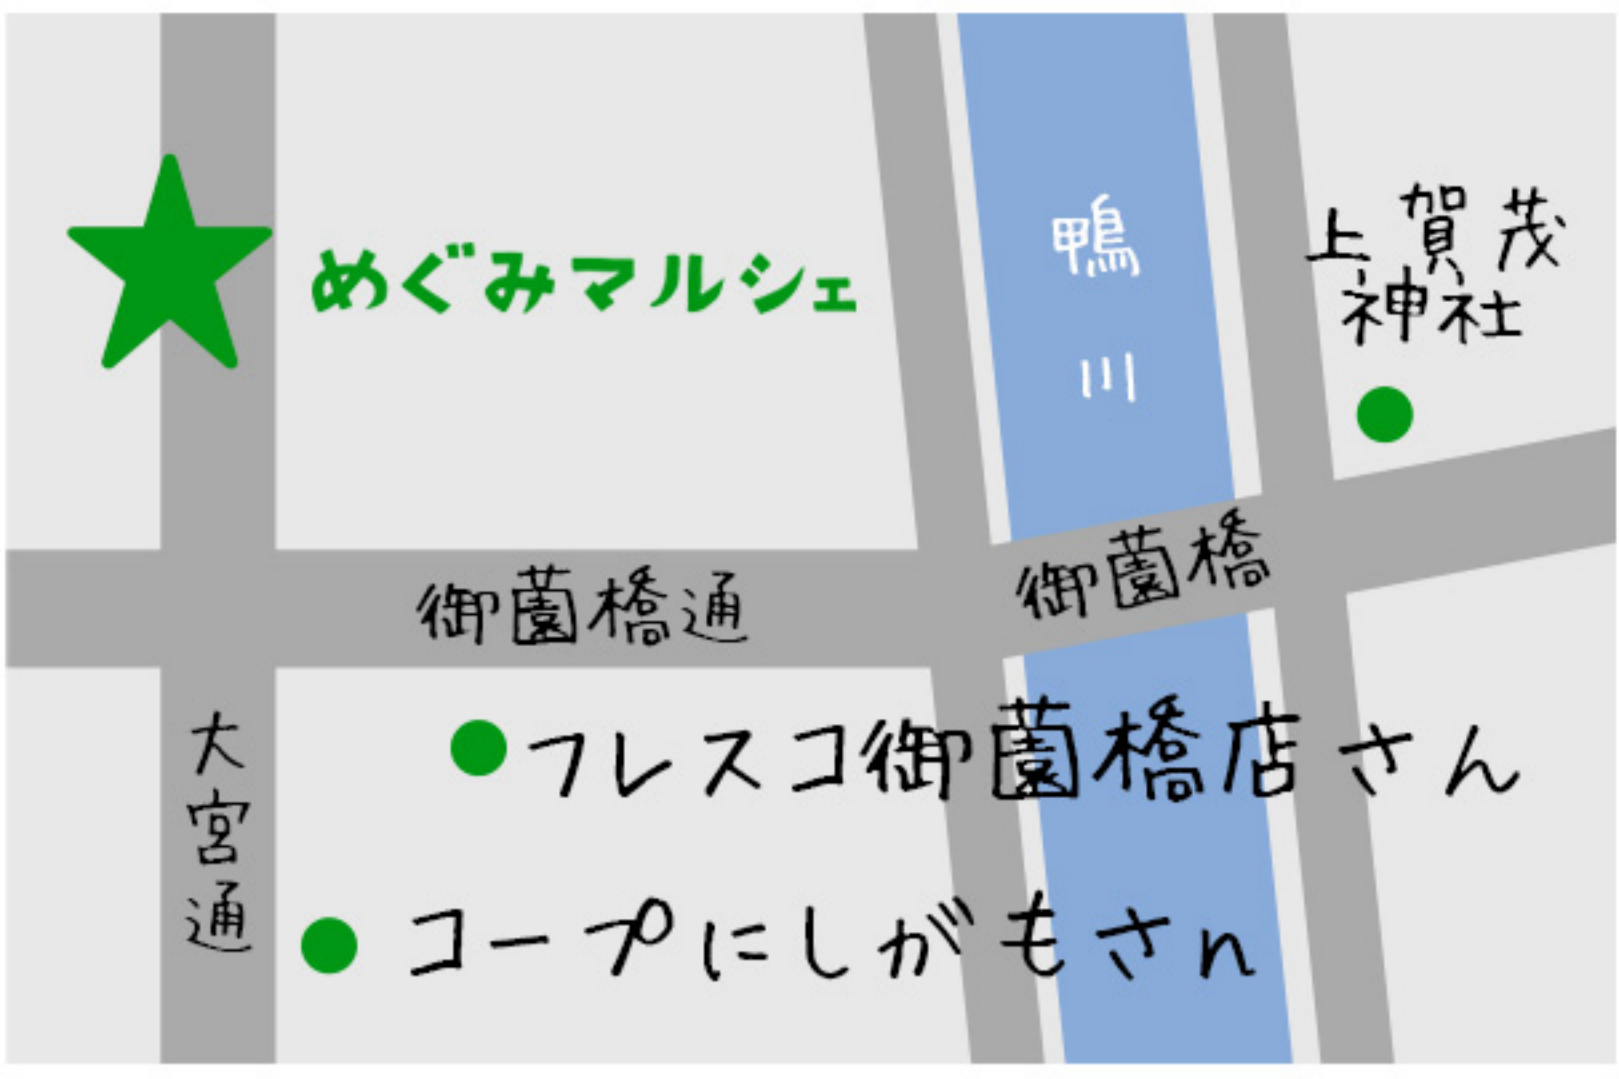 めぐみマルシェ
鴨川
上賀茂
神社
御薗橋通
御薗橋
大宮通
フレスコ御薗橋店さん
コープにしがもさん